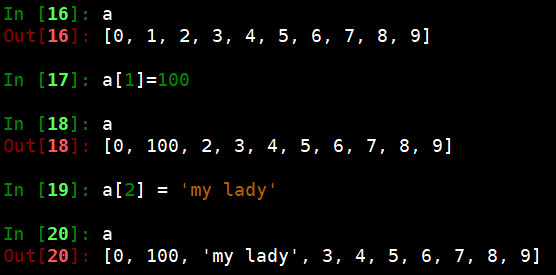 In [16]: a
Out[16]: [0, 1, 2, 3, 4, 5, 6, 7, 8, 9]
In [17]: a[1]=100
In [18]: a
Out[18]: [0, 100, 2, 3, 4, 5, 6, 7, 8, 9]
In [19]: a[2] = 'my lady'
In [20]: a
Out[20]: [0, 100, 'my lady', 3, 4, 5, 6, 7, 8, 9]